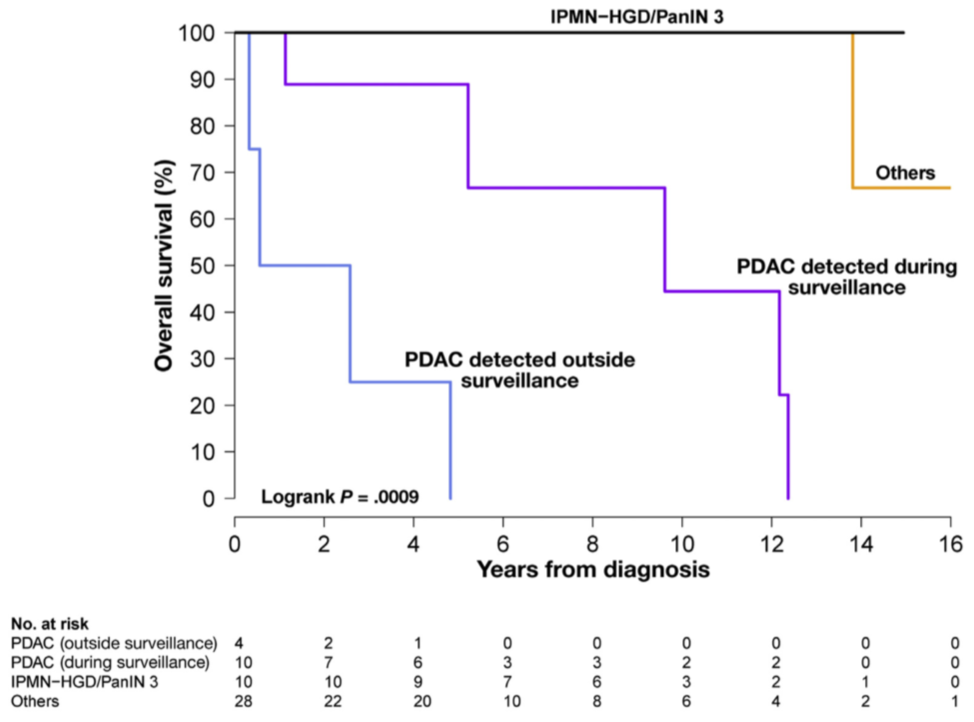 IPMN−HGD/PanIN 3
100
90
80
70
60
50
40
30
20
10
0
Overall survival (%)
Others
PDAC detected during
surveillance
PDAC detected outside
surveillance
Logrank P = .0009
0 2 4 6 8 10 12 14 16
Years from diagnosis
No. at risk
PDAC (outside surveillance) 4 2 1 0 0 0 0 0 0
PDAC (during surveillance) 10 7 6 3 3 2 2 0 0
IPMN−HGD/PanIN 3 10 10 9 7 6 3 2 1 0
Others 28 22 20 10 8 6 4 2 1